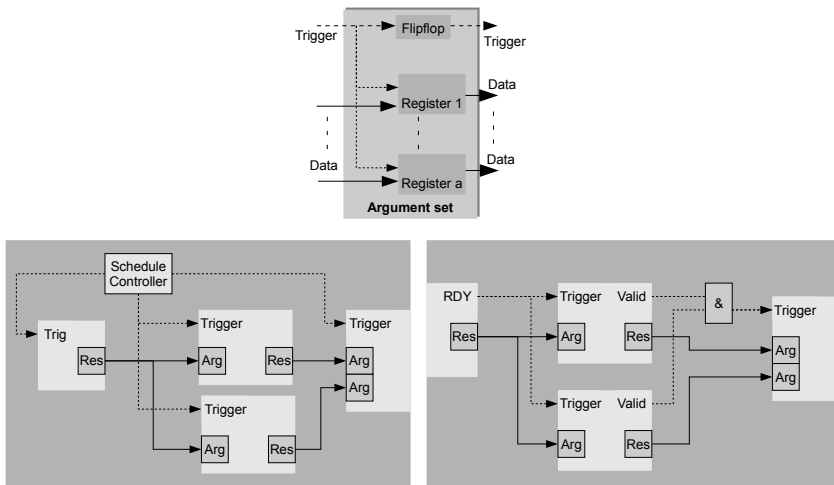 Trigger
Flipflop
Trigger
Data
Register 1
Data
Data
Register a
Argument set
Schedule
Controller
Trig
Res
Trigger
Arg
Res
Trigger
Arg
Res
Trigger
Arg
Arg
RDY
Res
Trigger
Valid
Arg
Res
Trigger
Valid
Arg
Res
&
Trigger
Arg
Arg